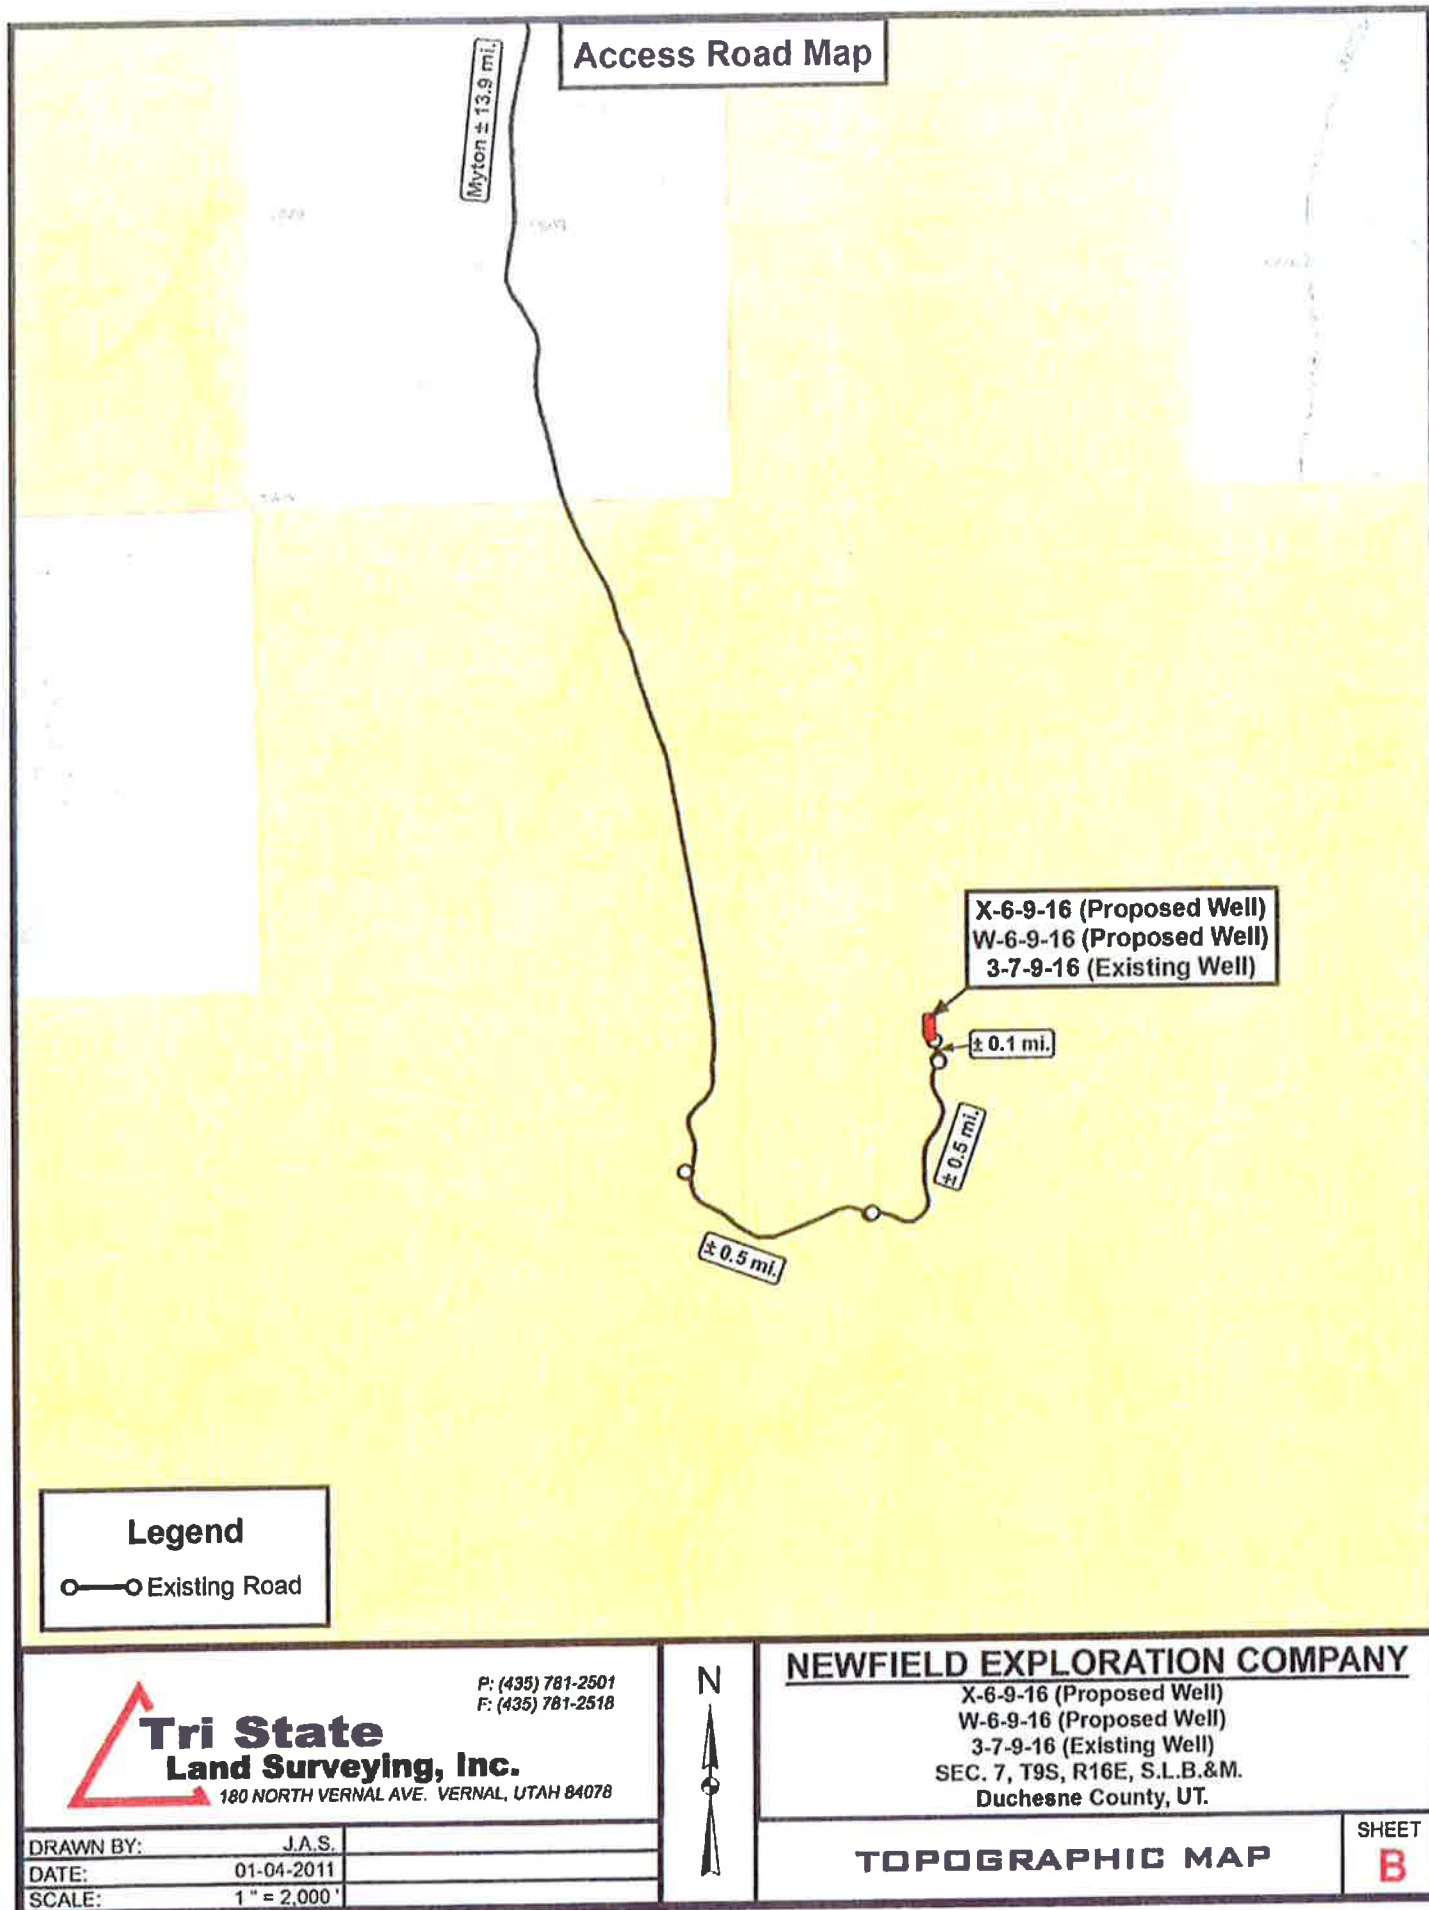 Access Road Map
Myton ± 13.9 mi.
X-6-9-16 (Proposed Well)
W-6-9-16 (Proposed Well)
3-7-9-16 (Existing Well)
± 0.1 mi.
± 0.5 mi.
± 0.5 mi.
Legend
Existing Road
P: (435) 781-2501
F: (435) 781-2518
Tri State
Land Surveying, Inc.
180 NORTH VERNAL AVE. VERNAL, UTAH 84078
N
NEWFIELD EXPLORATION COMPANY
X-6-9-16 (Proposed Well)
W-6-9-16 (Proposed Well)
3-7-9-16 (Existing Well)
SEC. 7, T9S, R16E, S.L.B.&M.
Duchesne County, UT.
DRAWN BY: J.A.S.
DATE: 01-04-2011
SCALE: 1 " = 2,000 '
TOPOGRAPHIC MAP
SHEET
B